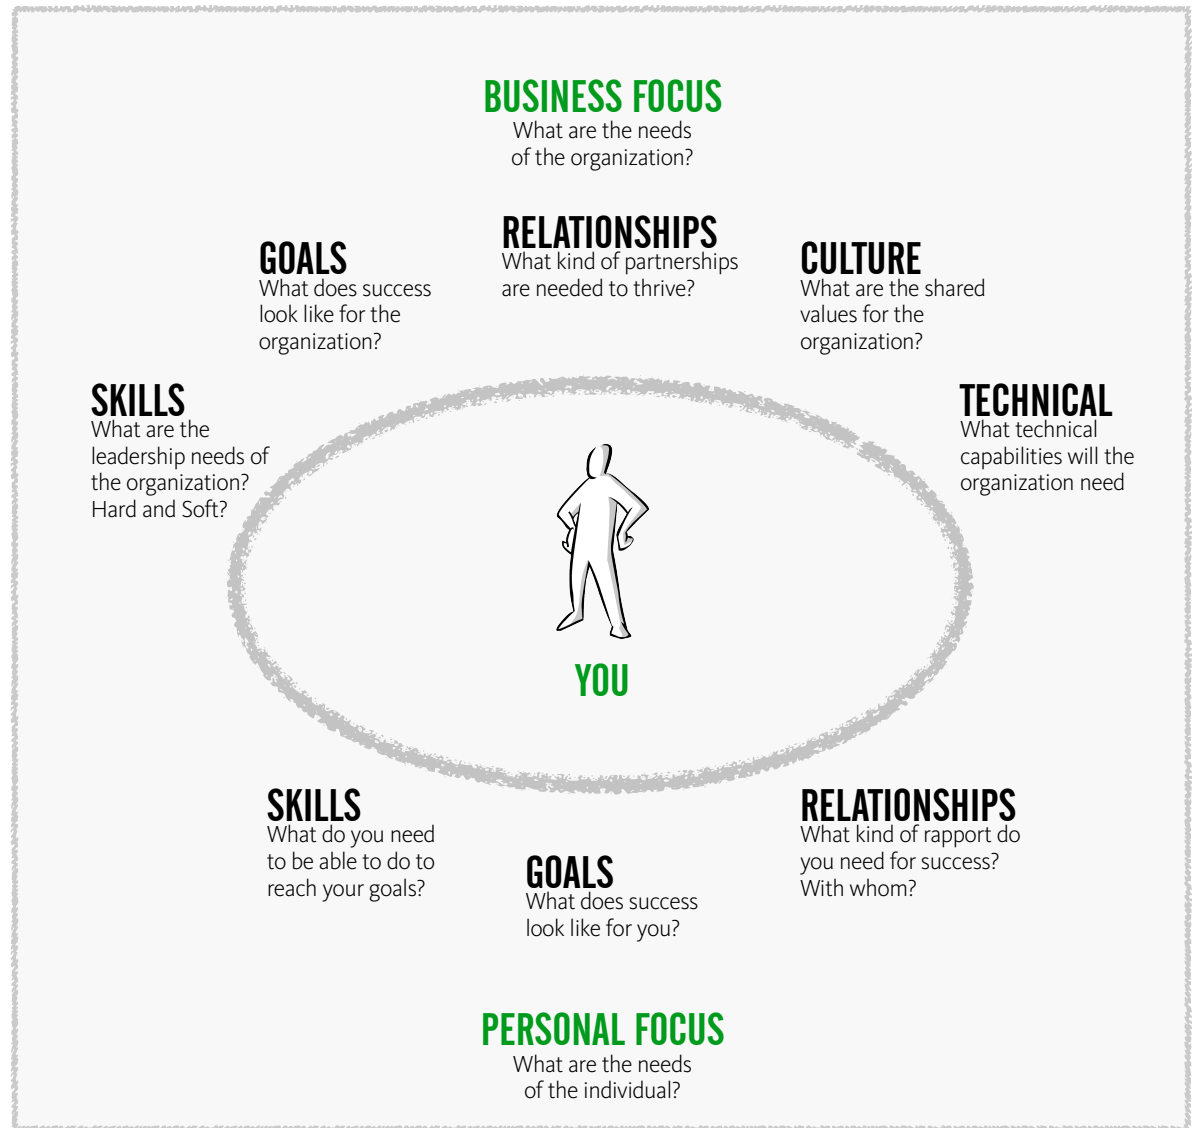 BUSINESS FOCUS
What are the needs
of the organization?
RELATIONSHIPS
What kind of partnerships
are needed to thrive?
GOALS
What does success
look like for the
organization?
CULTURE
What are the shared
values for the
organization?
SKILLS
What are the
leadership needs of
the organization?
Hard and Soft?
TECHNICAL
What technical
capabilities will the
organization need
YOU
SKILLS
What do you need
to be able to do to
reach your goals?
GOALS
What does success
look like for you?
RELATIONSHIPS
What kind of rapport do
you need for success?
With whom?
PERSONAL FOCUS
What are the needs
of the individual?